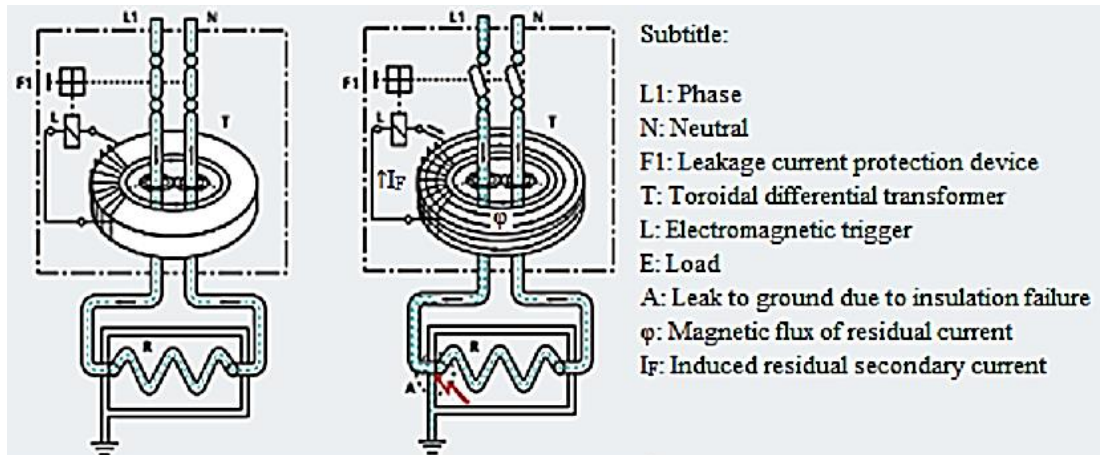 L1 N
F1
L
T
R
L1 N
F1
L
T
↑IF
φ
R
A
Subtitle:
L1: Phase
N: Neutral
F1: Leakage current protection device
T: Toroidal differential transformer
L: Electromagnetic trigger
E: Load
A: Leak to ground due to insulation failure
φ: Magnetic flux of residual current
IF: Induced residual secondary current